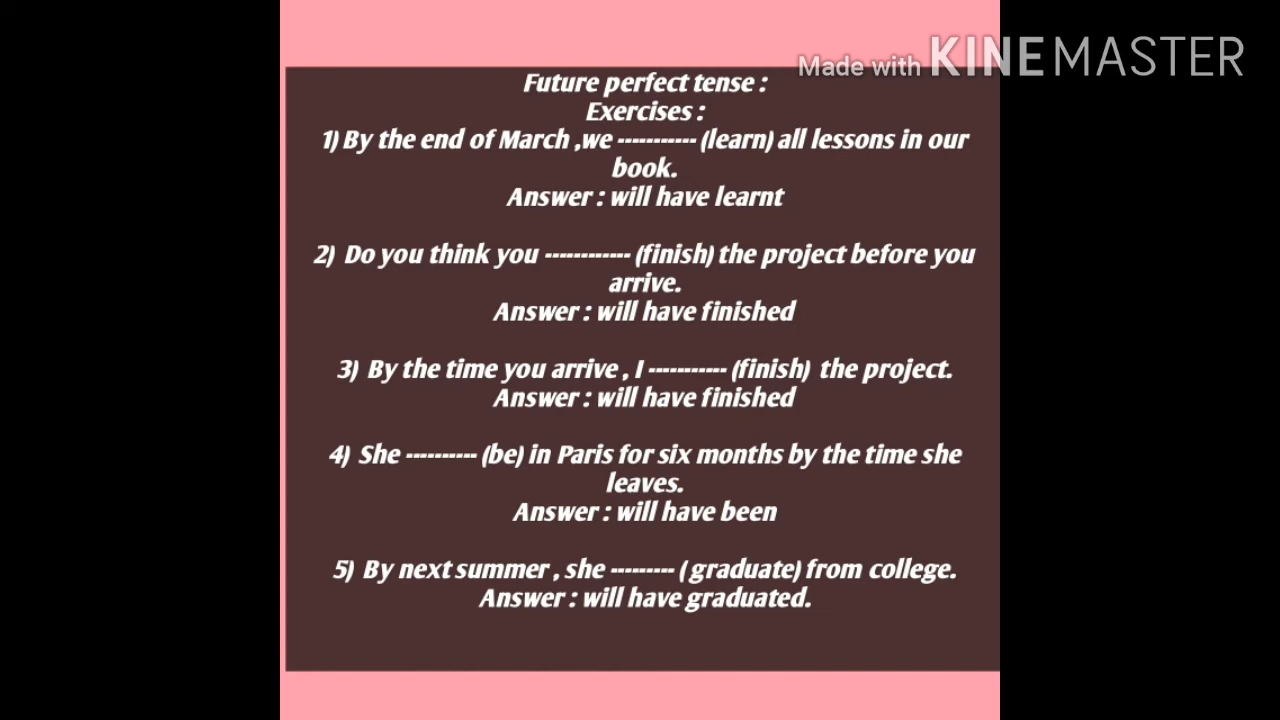 Made with KINEMASTER
Future perfect tense :
Exercises :
1) By the end of March ,we ----------- (learn) all lessons in our
book.
Answer : will have learnt
2) Do you think you ------------ (finish) the project before you
arrive.
Answer : will have finished
3) By the time you arrive , I ----------- (finish) the project.
Answer : will have finished
4) She ---------- (be) in Paris for six months by the time she
leaves.
Answer : will have been
5) By next summer , she --------- ( graduate) from college.
Answer : will have graduated.